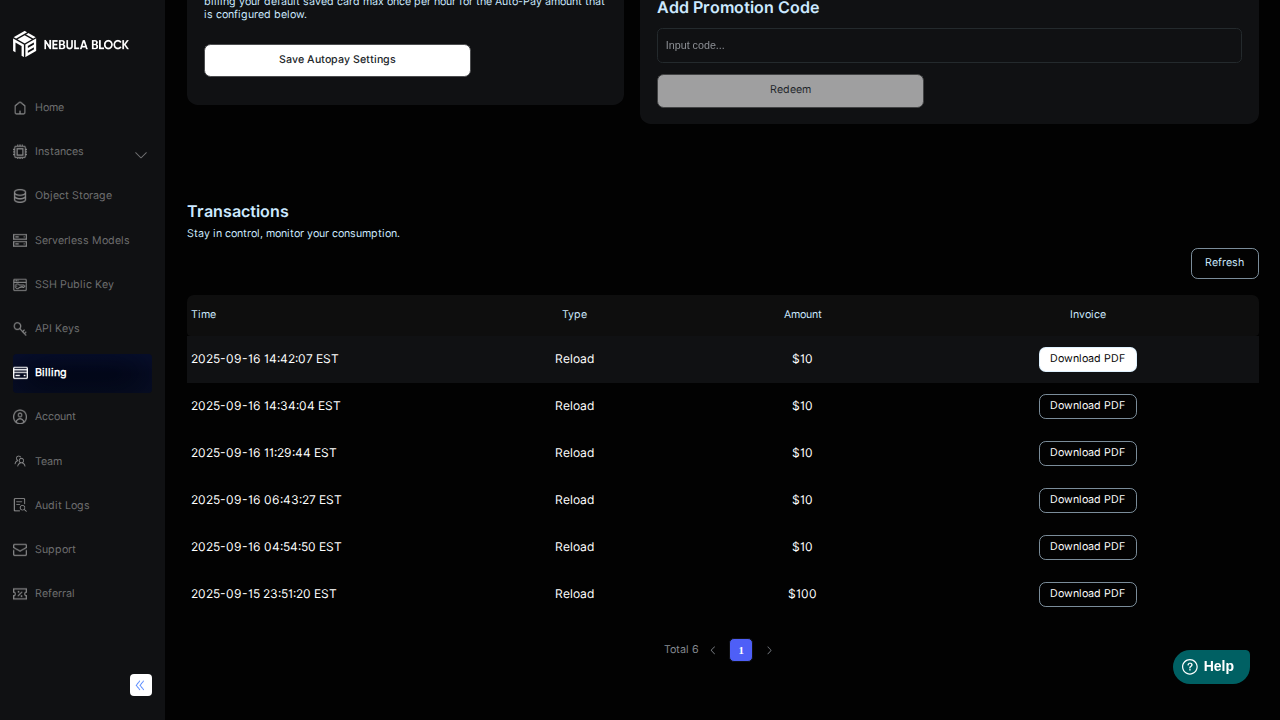 NEBULA BLOCK
Home
Instances
Object Storage
Serverless Models
SSH Public Key
API Keys
Billing
Account
Team
Audit Logs
Support
Referral
billing your default saved card max once per hour for the Auto-Pay amount that
is configured below.
Save Autopay Settings
Add Promotion Code
Input code...
Redeem
Transactions
Stay in control, monitor your consumption.
Refresh
Time Type Amount Invoice
2025-09-16 14:42:07 EST Reload $10 Download PDF
2025-09-16 14:34:04 EST Reload $10 Download PDF
2025-09-16 11:29:44 EST Reload $10 Download PDF
2025-09-16 06:43:27 EST Reload $10 Download PDF
2025-09-16 04:54:50 EST Reload $10 Download PDF
2025-09-15 23:51:20 EST Reload $100 Download PDF
Total 6 1
Help